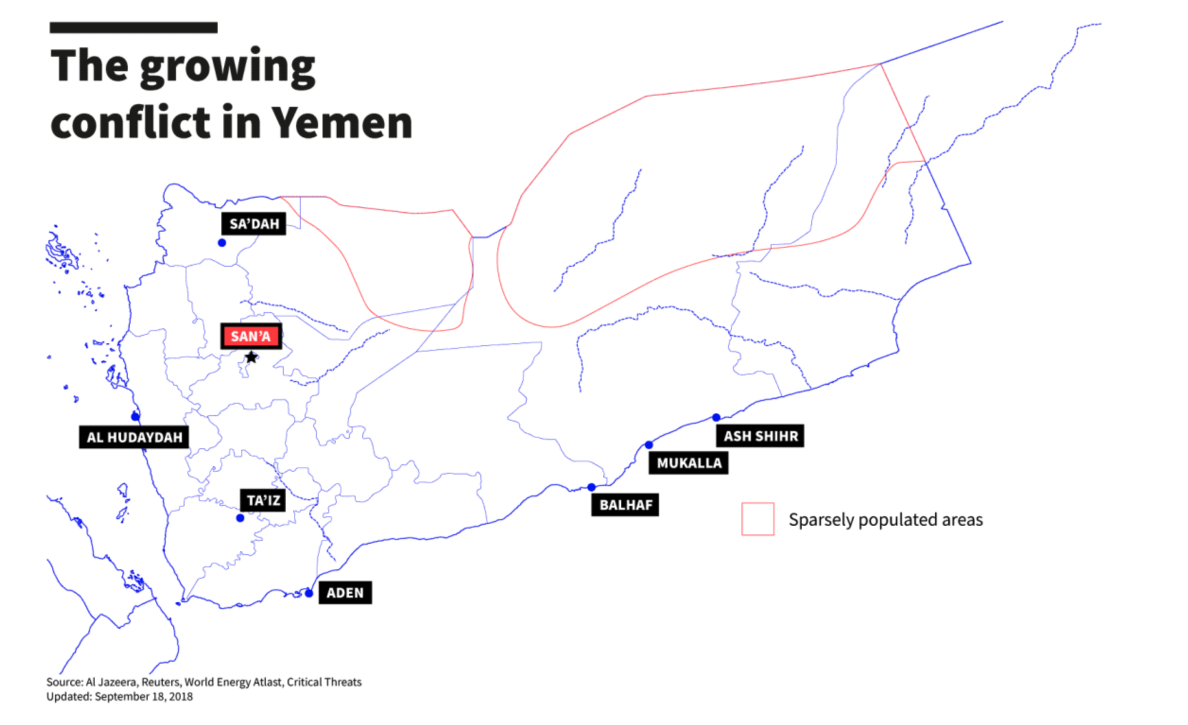 The growing
conflict in Yemen
SA’DAH
SAN’A
AL HUDAYDAH
ASH SHIHR
MUKALLA
TA’IZ
BALHAF
Sparsely populated areas
ADEN
Source: Al Jazeera, Reuters, World Energy Atlast, Critical Threats
Updated: September 18, 2018